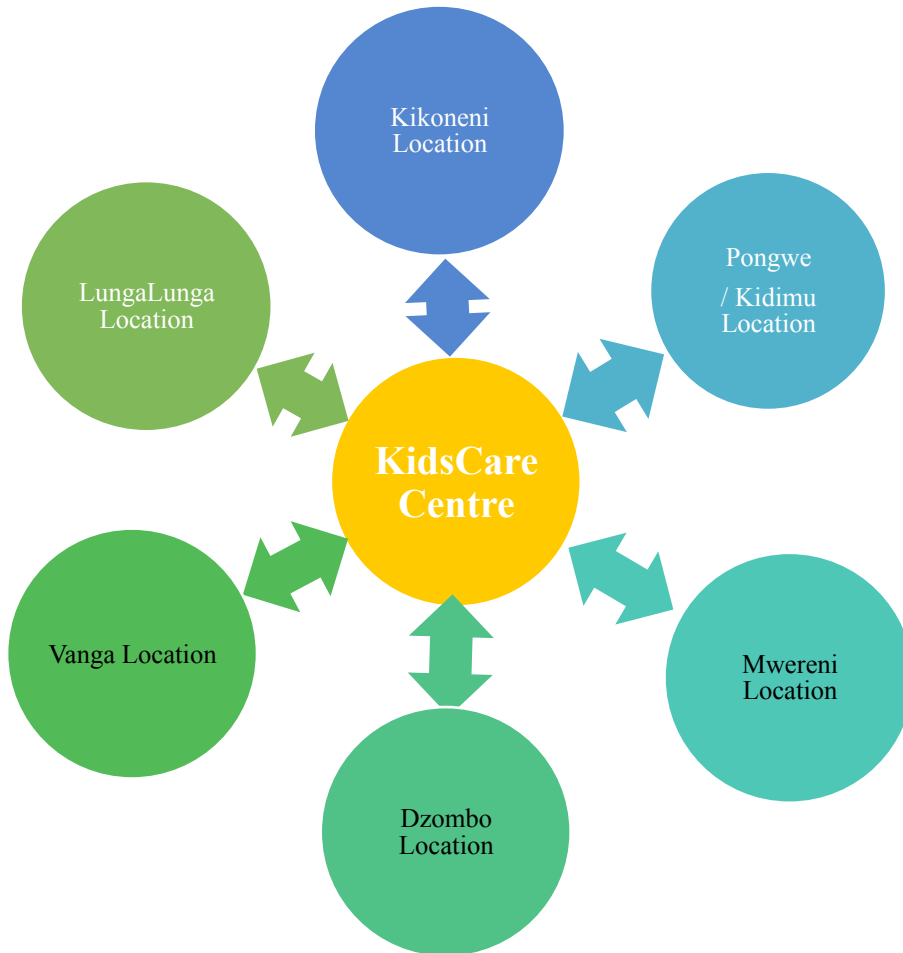 Kikoneni
Location
Pongwe
/ Kidimu
Location
LungaLunga
Location
KidsCare
Centre
Vanga Location
Mwereni
Location
Dzombo
Location